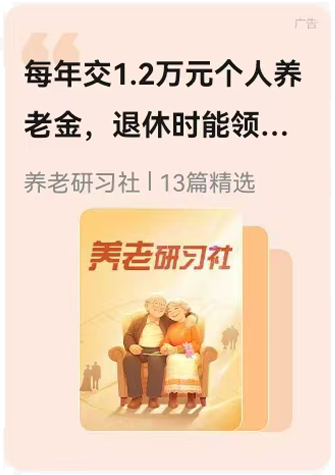 广告
每年交1.2万元个人养
老金，退休时能领...
养老研习社 | 13篇精选
养老研习社